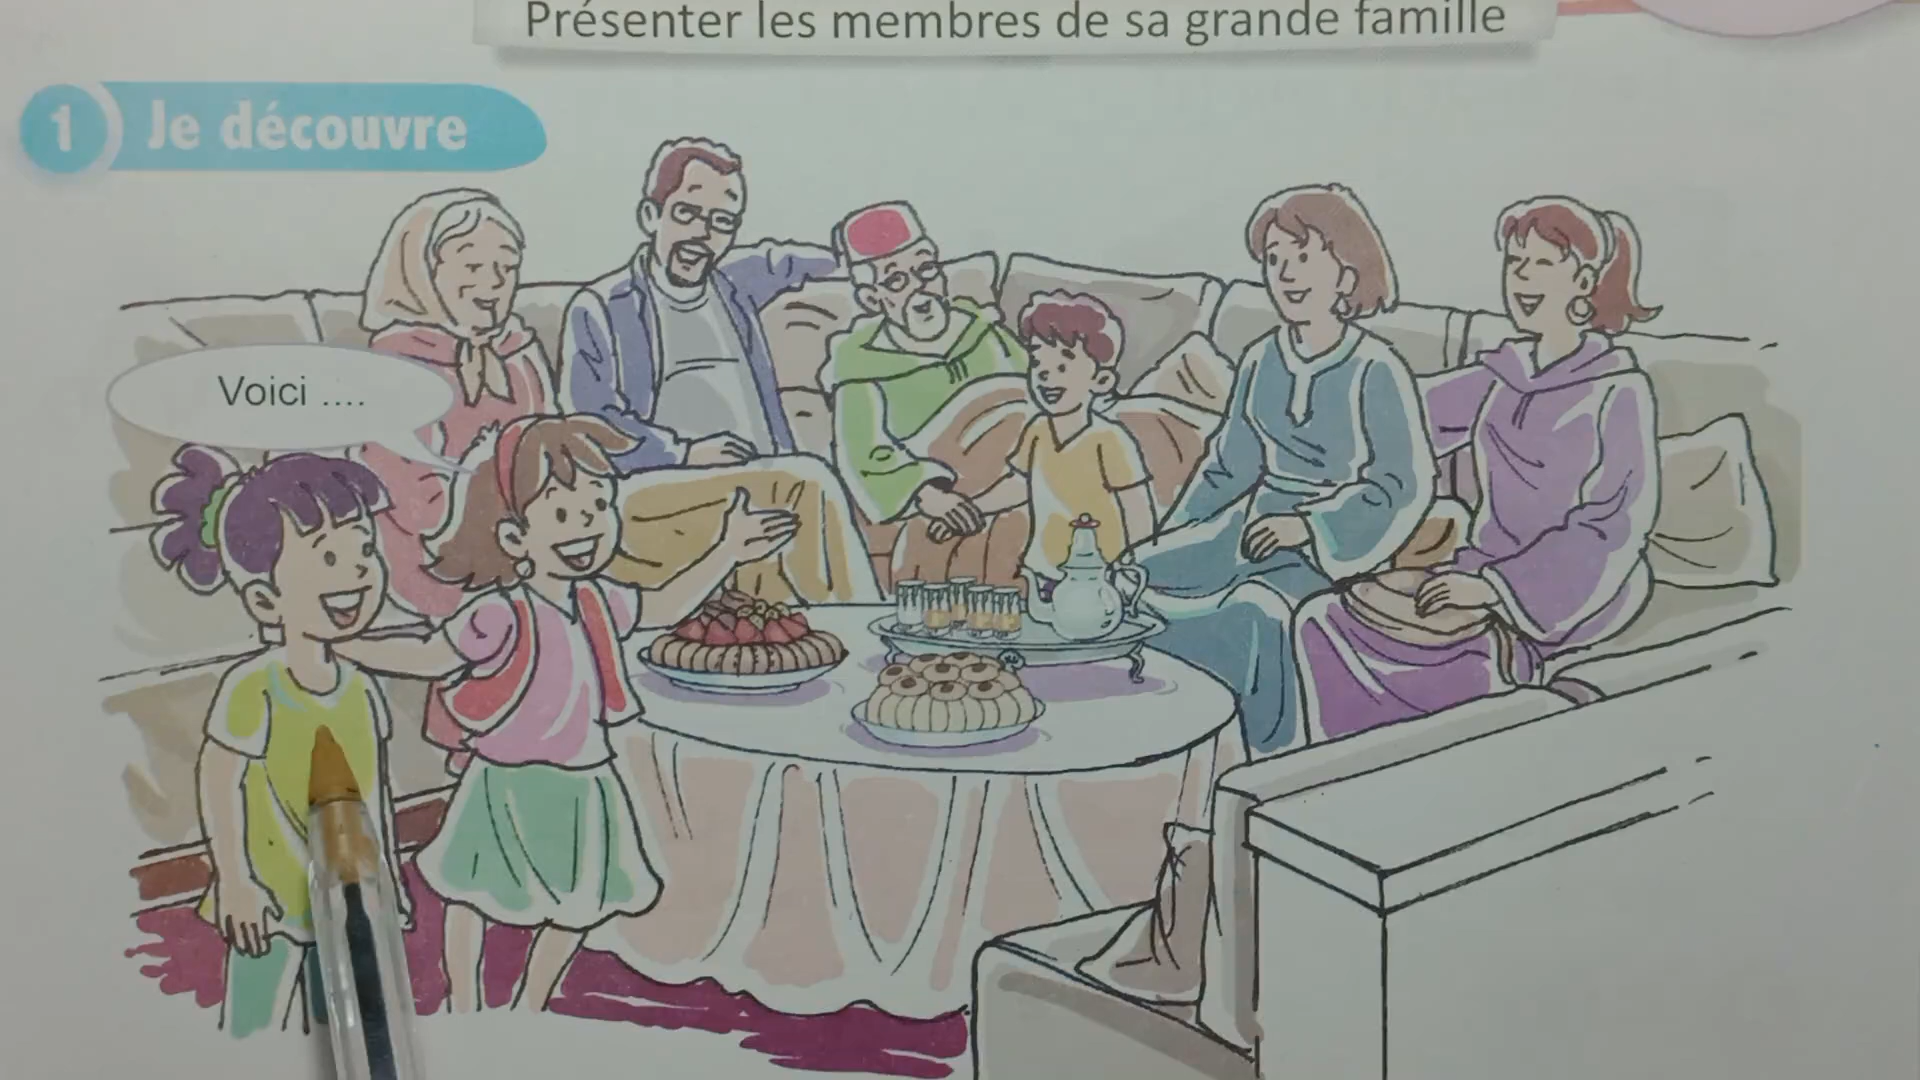 Présenter les membres de sa grande famille
1 Je découvre
Voici ....